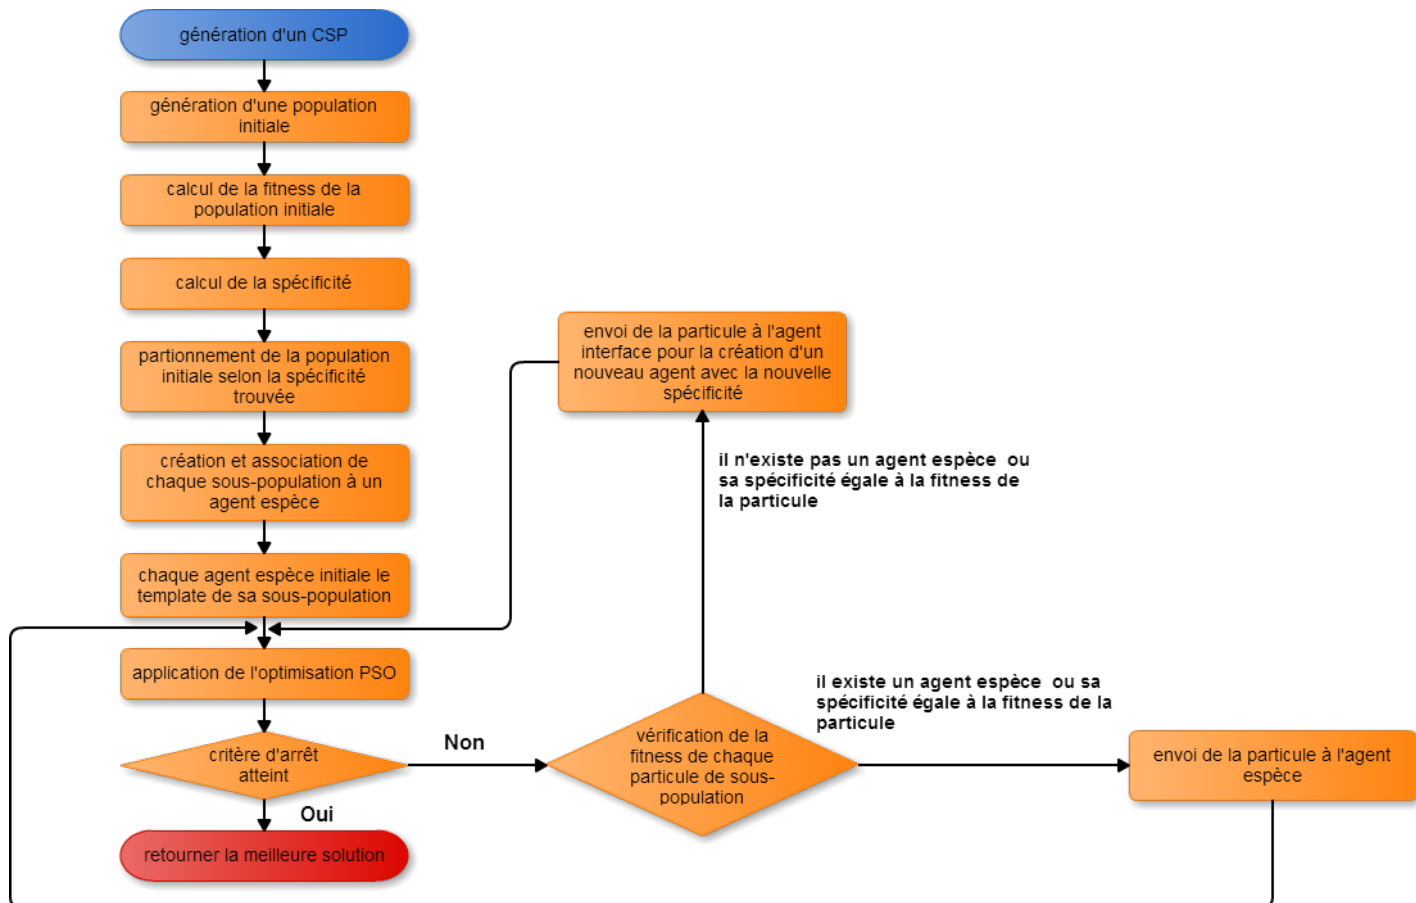 génération d'un CSP
génération d'une population
initiale
calcul de la fitness de la
population initiale
calcul de la spécificité
partionnement de la population
initiale selon la spécificité
trouvée
création et association de
chaque sous-population à un
agent espèce
chaque agent espèce initiale le
template de sa sous-population
application de l'optimisation PSO
critère d'arrêt
atteint
Oui
retourner la meilleure solution
Non
vérification de la
fitness de chaque
particule de sous-
population
il n'existe pas un agent espèce ou
sa spécificité égale à la fitness de
la particule
envoi de la particule à l'agent
interface pour la création d'un
nouveau agent avec la nouvelle
spécificité
il existe un agent espèce ou sa
spécificité égale à la fitness de la
particule
envoi de la particule à l'agent
espèce